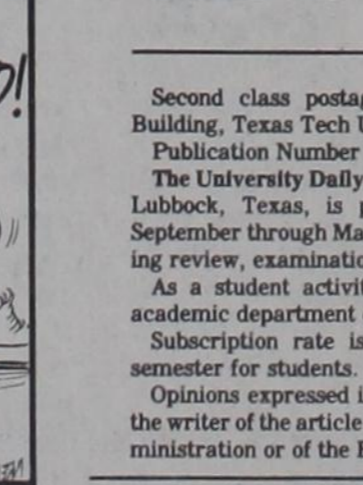 Second class postag
Building, Texas Tech U
Publication Number
The University Daily
Lubbock, Texas, is
September through Ma
ing review, examinatio
As a student activit
academic department
Subscription rate is
semester for students.
Opinions expressed i
the writer of the article
ministration or of the